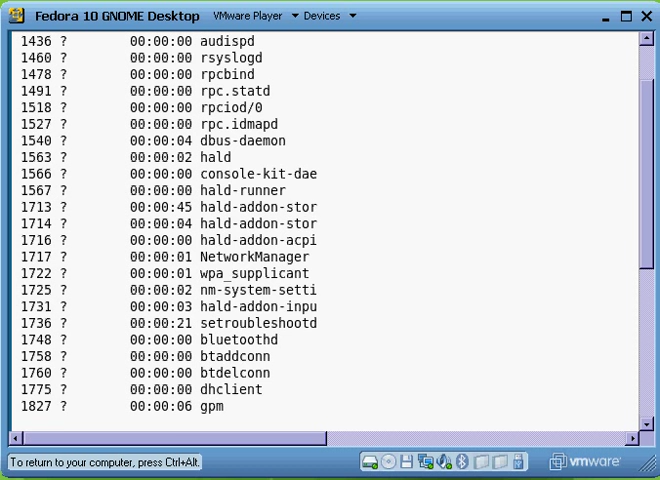 Fedora 10 GNOME Desktop VMware Player Devices
1436 ? 00:00:00 audispd
1460 ? 00:00:00 rsyslogd
1478 ? 00:00:00 rpcbind
1491 ? 00:00:00 rpc.statd
1518 ? 00:00:00 rpciod/0
1527 ? 00:00:00 rpc.idmapd
1540 ? 00:00:04 dbus-daemon
1563 ? 00:00:02 hald
1566 ? 00:00:00 console-kit-dae
1567 ? 00:00:00 hald-runner
1713 ? 00:00:45 hald-addon-stor
1714 ? 00:00:04 hald-addon-stor
1716 ? 00:00:00 hald-addon-acpi
1717 ? 00:00:01 NetworkManager
1722 ? 00:00:01 wpa_supplicant
1725 ? 00:00:02 nm-system-setti
1731 ? 00:00:03 hald-addon-inpu
1736 ? 00:00:21 setroubleshootd
1748 ? 00:00:00 bluetoothd
1758 ? 00:00:00 btaddconn
1760 ? 00:00:00 btdelconn
1775 ? 00:00:00 dhclient
1827 ? 00:00:06 gpm
To return to your computer, press Ctrl+Alt. vmware